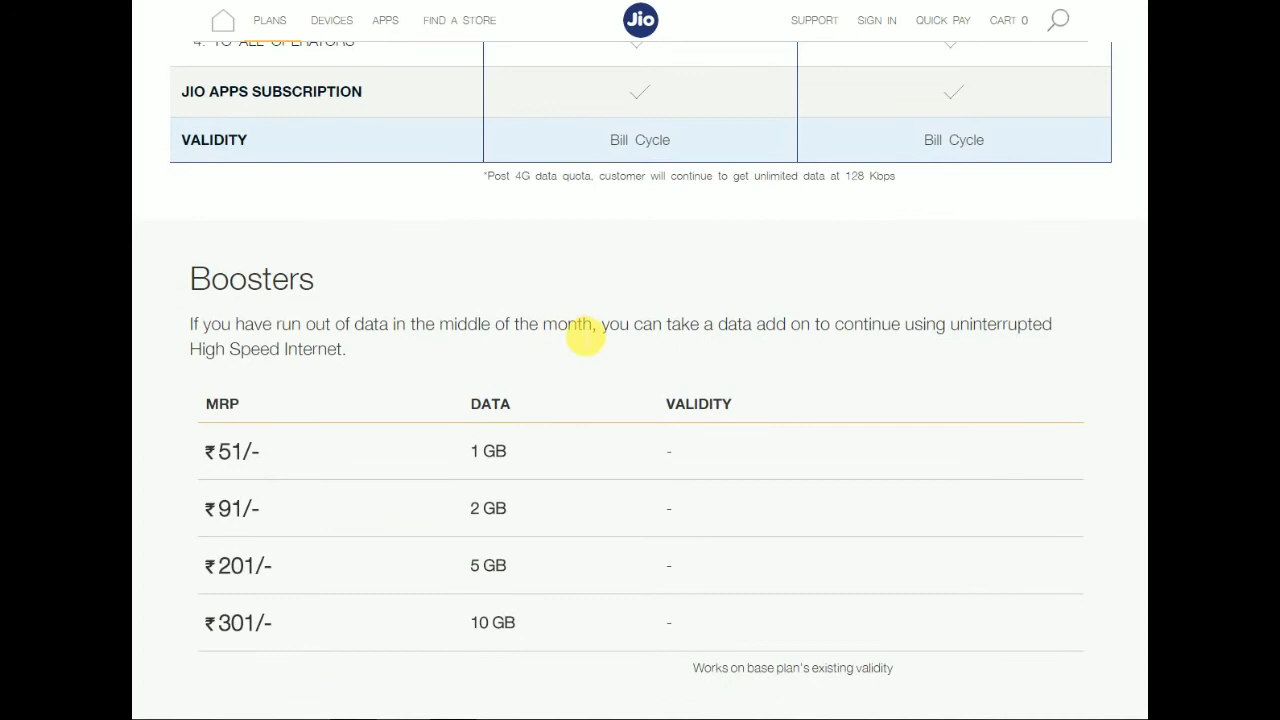 PLANS DEVICES APPS FIND A STORE Jio SUPPORT SIGN IN QUICK PAY CART 0
4. TO ALL OPERATORS
JIO APPS SUBSCRIPTION
VALIDITY Bill Cycle Bill Cycle
*Post 4G data quota, customer will continue to get unlimited data at 128 Kbps
Boosters
If you have run out of data in the middle of the month, you can take a data add on to continue using uninterrupted
High Speed Internet.
MRP DATA VALIDITY
₹51/- 1 GB -
₹91/- 2 GB -
₹201/- 5 GB -
₹301/- 10 GB -
Works on base plan's existing validity